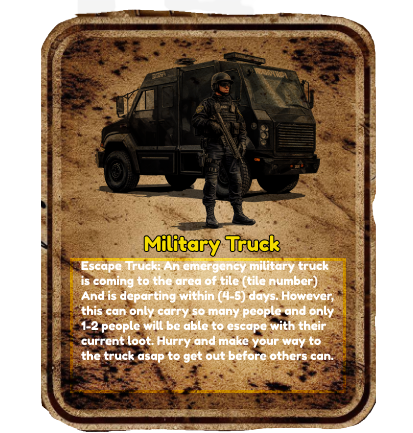 Military Truck
Escape Truck: An emergency military truck
is coming to the area of tile (tile number)
And is departing within (4-5) days. However,
this can only carry so many people and only
1-2 people will be able to escape with their
current loot. Hurry and make your way to
the truck asap to get out before others can.